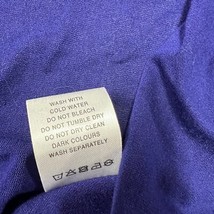 WASH WITH
COLD WATER
DO NOT BLEACH
DO NOT TUMBLE DRY
DO NOT DRY CLEAN
DARK COLOURS
WASH SEPARATELY